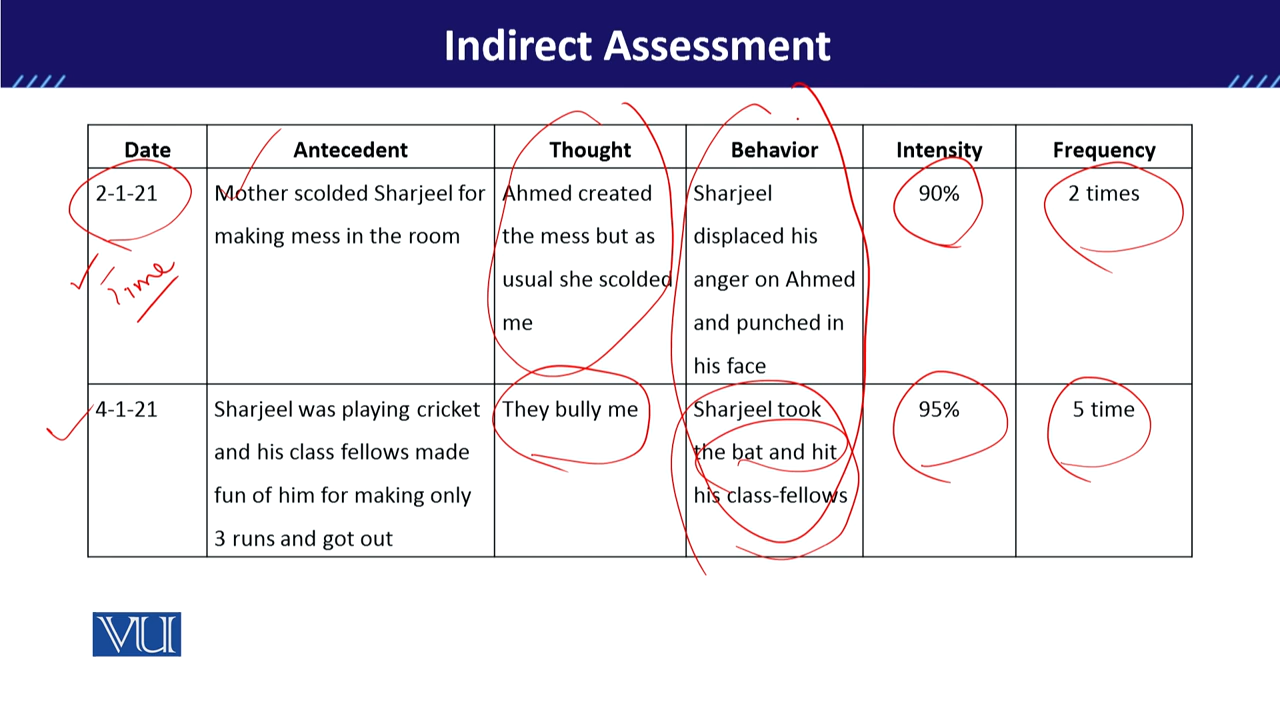 Indirect Assessment
Date Antecedent Thought Behavior Intensity Frequency
2-1-21
Time
Mother scolded Sharjeel for
making mess in the room
Ahmed created
the mess but as
usual she scolded
me
Sharjeel
displaced his
anger on Ahmed
and punched in
his face
90%
2 times
4-1-21
Sharjeel was playing cricket
and his class fellows made
fun of him for making only
3 runs and got out
They bully me
Sharjeel took
the bat and hit
his class-fellows
95%
5 time
VU